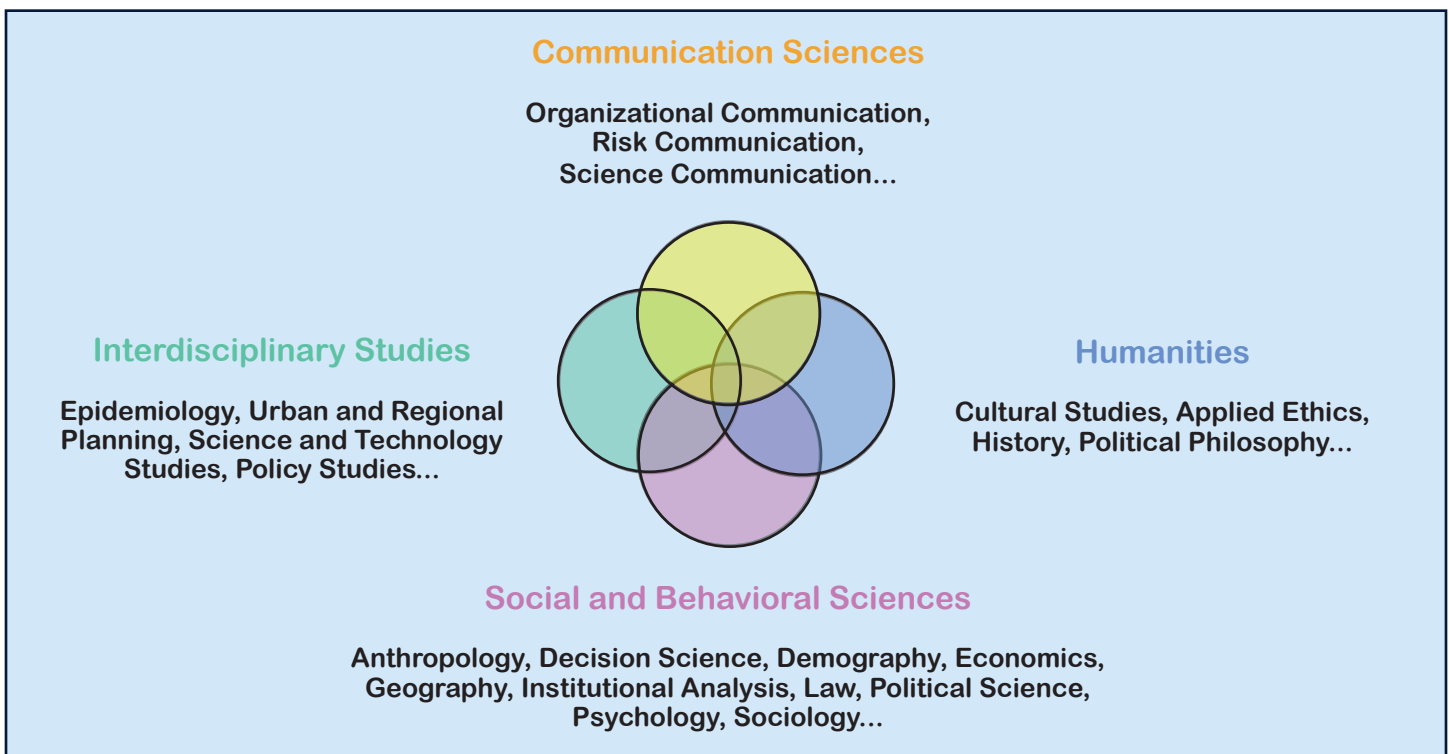 Communication Sciences
Organizational Communication,
Risk Communication,
Science Communication...
Interdisciplinary Studies
Epidemiology, Urban and Regional
Planning, Science and Technology
Studies, Policy Studies...
Humanities
Cultural Studies, Applied Ethics,
History, Political Philosophy...
Social and Behavioral Sciences
Anthropology, Decision Science, Demography, Economics,
Geography, Institutional Analysis, Law, Political Science,
Psychology, Sociology...